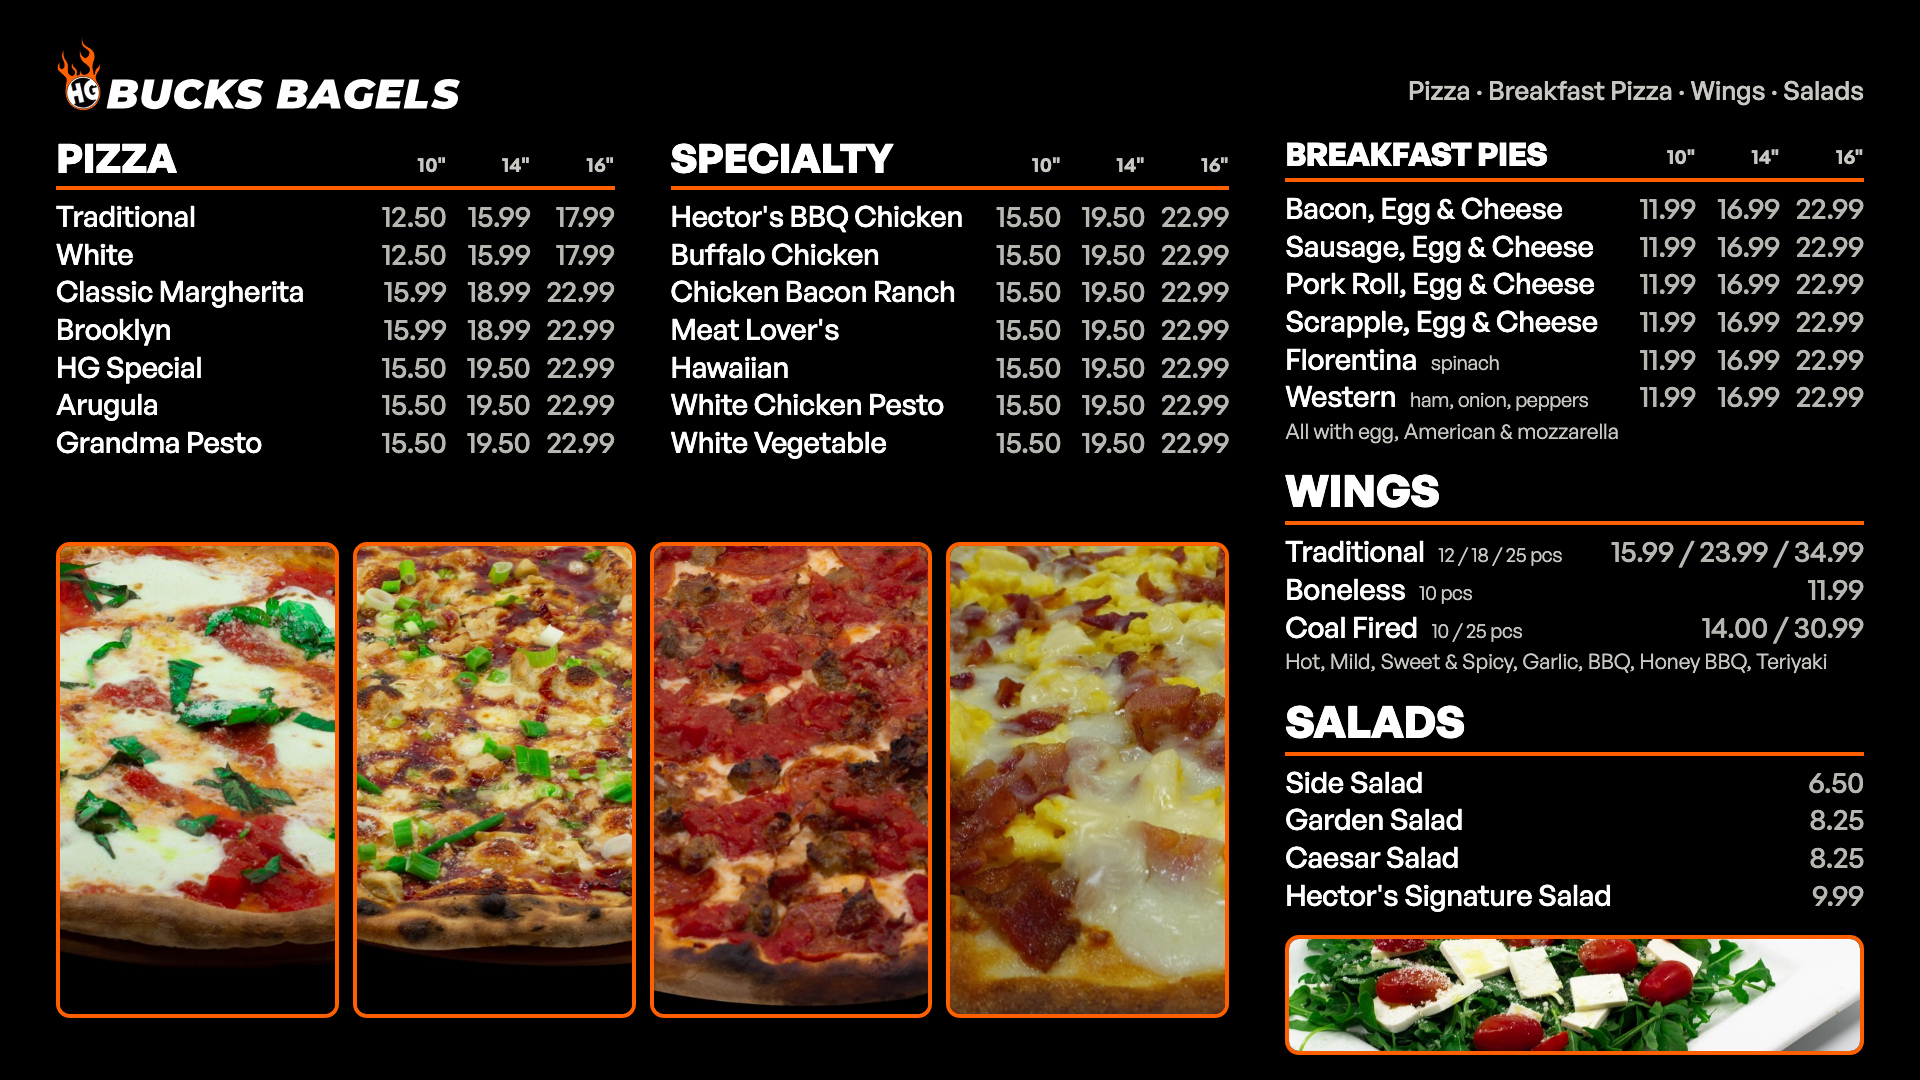 HG BUCKS BAGELS
Pizza · Breakfast Pizza · Wings · Salads
PIZZA 10" 14" 16"
Traditional 12.50 15.99 17.99
White 12.50 15.99 17.99
Classic Margherita 15.99 18.99 22.99
Brooklyn 15.99 18.99 22.99
HG Special 15.50 19.50 22.99
Arugula 15.50 19.50 22.99
Grandma Pesto 15.50 19.50 22.99
SPECIALTY 10" 14" 16"
Hector's BBQ Chicken 15.50 19.50 22.99
Buffalo Chicken 15.50 19.50 22.99
Chicken Bacon Ranch 15.50 19.50 22.99
Meat Lover's 15.50 19.50 22.99
Hawaiian 15.50 19.50 22.99
White Chicken Pesto 15.50 19.50 22.99
White Vegetable 15.50 19.50 22.99
BREAKFAST PIES 10" 14" 16"
Bacon, Egg & Cheese 11.99 16.99 22.99
Sausage, Egg & Cheese 11.99 16.99 22.99
Pork Roll, Egg & Cheese 11.99 16.99 22.99
Scrapple, Egg & Cheese 11.99 16.99 22.99
Florentina spinach 11.99 16.99 22.99
Western ham, onion, peppers 11.99 16.99 22.99
All with egg, American & mozzarella
WINGS
Traditional 12 / 18 / 25 pcs 15.99 / 23.99 / 34.99
Boneless 10 pcs 11.99
Coal Fired 10 / 25 pcs 14.00 / 30.99
Hot, Mild, Sweet & Spicy, Garlic, BBQ, Honey BBQ, Teriyaki
SALADS
Side Salad 6.50
Garden Salad 8.25
Caesar Salad 8.25
Hector's Signature Salad 9.99